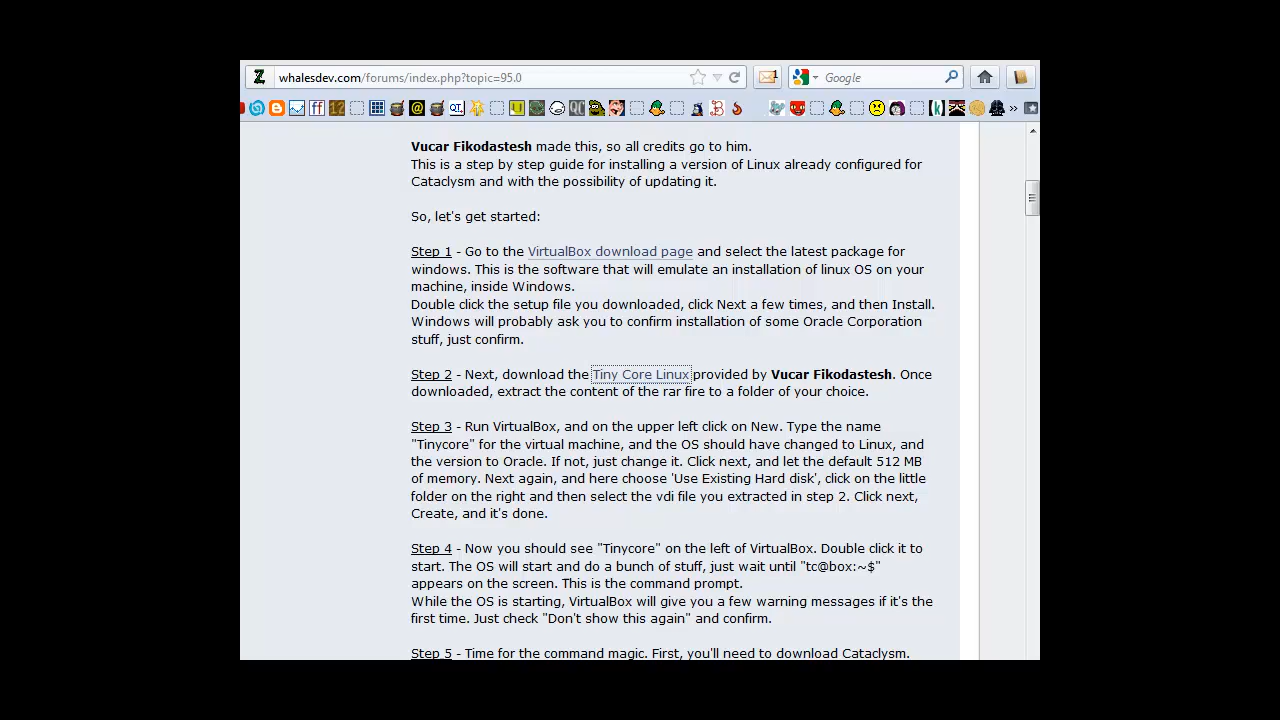 whalesdev.com/forums/index.php?topic=95.0
Google
Vucar Fikodastesh made this, so all credits go to him.
This is a step by step guide for installing a version of Linux already configured for
Cataclysm and with the possibility of updating it.
So, let's get started:
Step 1 - Go to the VirtualBox download page and select the latest package for
windows. This is the software that will emulate an installation of linux OS on your
machine, inside Windows.
Double click the setup file you downloaded, click Next a few times, and then Install.
Windows will probably ask you to confirm installation of some Oracle Corporation
stuff, just confirm.
Step 2 - Next, download the Tiny Core Linux provided by Vucar Fikodastesh. Once
downloaded, extract the content of the rar fire to a folder of your choice.
Step 3 - Run VirtualBox, and on the upper left click on New. Type the name
"Tinycore" for the virtual machine, and the OS should have changed to Linux, and
the version to Oracle. If not, just change it. Click next, and let the default 512 MB
of memory. Next again, and here choose 'Use Existing Hard disk', click on the little
folder on the right and then select the vdi file you extracted in step 2. Click next,
Create, and it's done.
Step 4 - Now you should see "Tinycore" on the left of VirtualBox. Double click it to
start. The OS will start and do a bunch of stuff, just wait until "tc@box:~$"
appears on the screen. This is the command prompt.
While the OS is starting, VirtualBox will give you a few warning messages if it's the
first time. Just check "Don't show this again" and confirm.
Step 5 - Time for the command magic. First, you'll need to download Cataclysm.